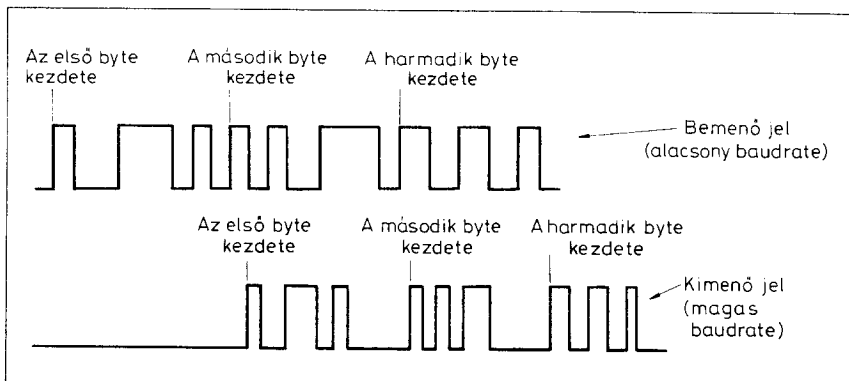 Az első byte
kezdete
A második byte
kezdete
A harmadik byte
kezdete
Bemenő jel
(alacsony baudrate)
Az első byte
kezdete
A második byte
kezdete
A harmadik byte
kezdete
Kimenő jel
(magas
baudrate)